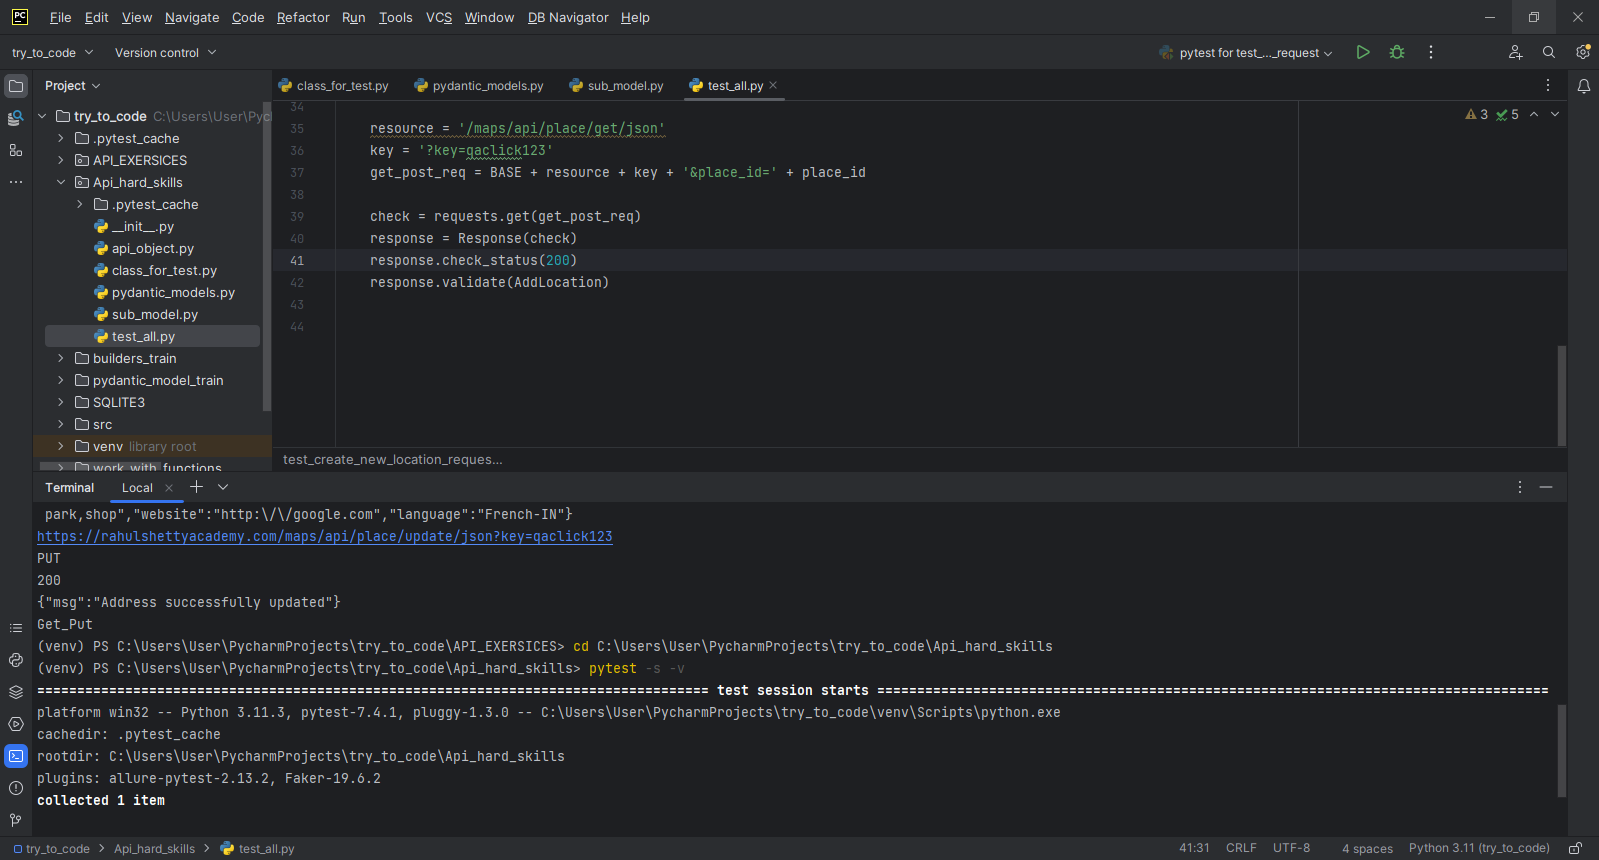 PC File Edit View Navigate Code Refactor Run Tools VCS Window DB Navigator Help
try_to_code Version control pytest for test_..._request
Project
class_for_test.py pydantic_models.py sub_model.py test_all.py
try_to_code C:\Users\User\Pyc
.pytest_cache
API_EXERSICES
Api_hard_skills
.pytest_cache
__init__.py
api_object.py
class_for_test.py
pydantic_models.py
sub_model.py
test_all.py
builders_train
pydantic_model_train
SQLITE3
src
venv library root
work_with_functions
3 5
34
35 resource = '/maps/api/place/get/json'
36 key = '?key=qaclick123'
37 get_post_req = BASE + resource + key + '&place_id=' + place_id
38
39 check = requests.get(get_post_req)
40 response = Response(check)
41 response.check_status(200)
42 response.validate(AddLocation)
43
44
test_create_new_location_reques...
Terminal Local
park,shop","website":"http:\/\/google.com","language":"French-IN"}
https://rahulshettyacademy.com/maps/api/place/update/json?key=qaclick123
PUT
200
{"msg":"Address successfully updated"}
Get_Put
(venv) PS C:\Users\User\PycharmProjects\try_to_code\API_EXERSICES> cd C:\Users\User\PycharmProjects\try_to_code\Api_hard_skills
(venv) PS C:\Users\User\PycharmProjects\try_to_code\Api_hard_skills> pytest -s -v
==================================================================================== test session starts ====================================================================================
platform win32 -- Python 3.11.3, pytest-7.4.1, pluggy-1.3.0 -- C:\Users\User\PycharmProjects\try_to_code\venv\Scripts\python.exe
cachedir: .pytest_cache
rootdir: C:\Users\User\PycharmProjects\try_to_code\Api_hard_skills
plugins: allure-pytest-2.13.2, Faker-19.6.2
collected 1 item
try_to_code > Api_hard_skills > test_all.py 41:31 CRLF UTF-8 4 spaces Python 3.11 (try_to_code)